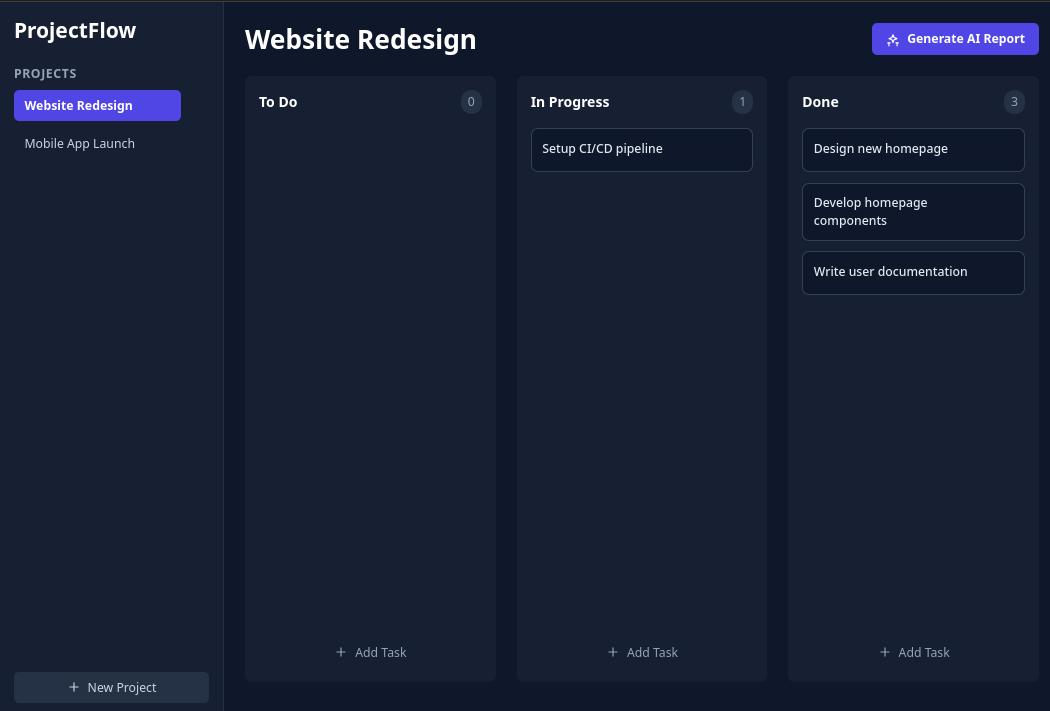 ProjectFlow
PROJECTS
Website Redesign
Mobile App Launch
New Project
Website Redesign
Generate AI Report
To Do
0
Add Task
In Progress
1
Setup CI/CD pipeline
Add Task
Done
3
Design new homepage
Develop homepage
components
Write user documentation
Add Task